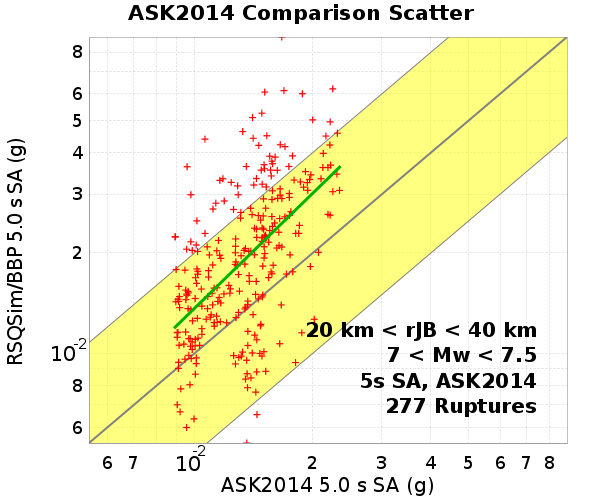 ASK2014 Comparison Scatter
RSQSim/BBP 5.0 s SA (g)
8
6
5
4
3
2
10-2
8
6
20 km < rJB < 40 km
7 < Mw < 7.5
5s SA, ASK2014
277 Ruptures
6 7 10-2 2 3 4 5 6 7 8
ASK2014 5.0 s SA (g)